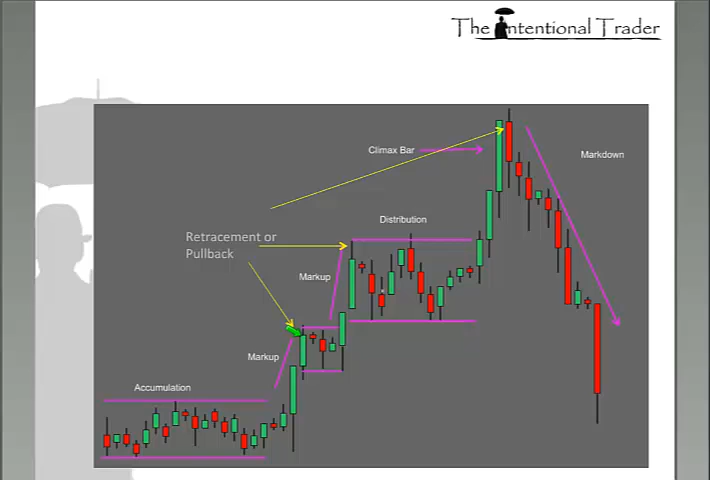 The Intentional Trader
Climax Bar
Markdown
Distribution
Retracement or
Pullback
Markup
Markup
Accumulation